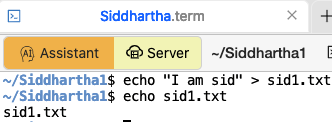 Siddhartha.term
Assistant Server ~/Siddhartha1
~/Siddhartha1$ echo "I am sid" > sid1.txt
~/Siddhartha1$ echo sid1.txt
sid1.txt